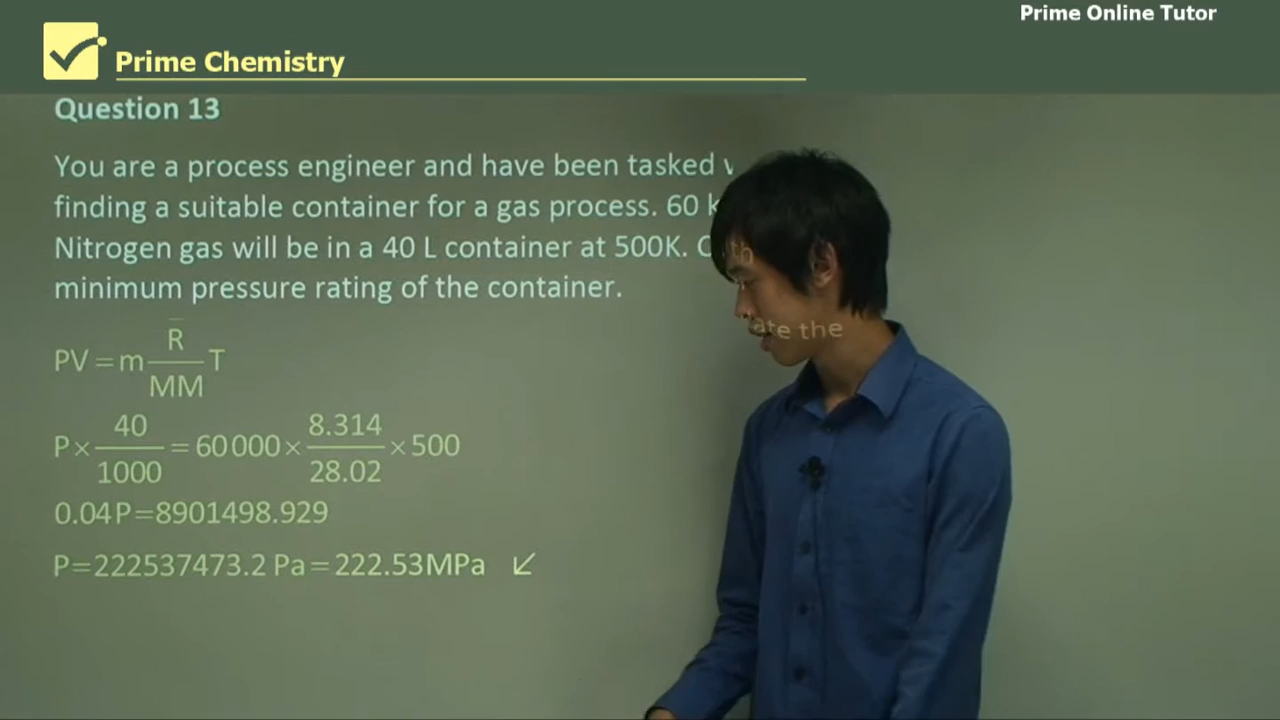 Prime Online Tutor
Prime Chemistry
Question 13
You are a process engineer and have been tasked
finding a suitable container for a gas process. 60
Nitrogen gas will be in a 40 L container at 500K.
ate the
minimum pressure rating of the container.
PV = m R̄/MM T
P × 40/1000 = 60 000 × 8.314/28.02 × 500
0.04P=8901498.929
P=222537473.2 Pa = 222.53MPa ↙